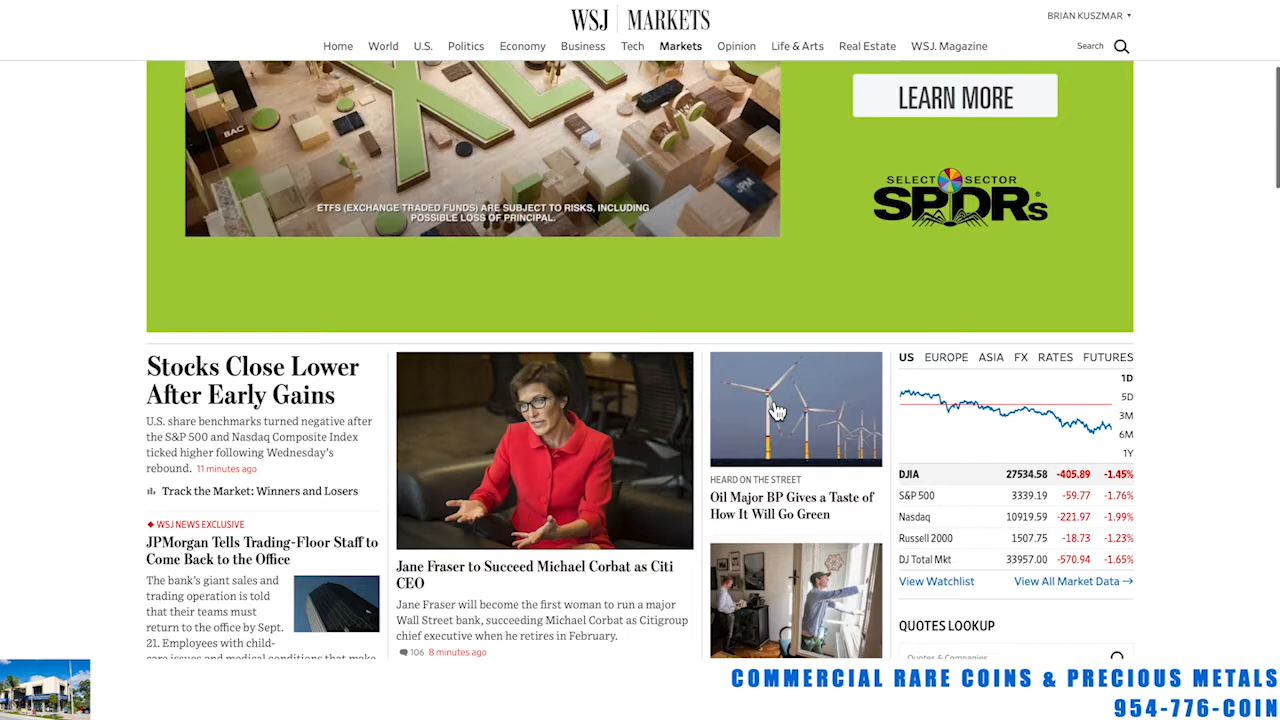 WSJ | MARKETS
BRIAN KUSZMAR
Home World U.S. Politics Economy Business Tech Markets Opinion Life & Arts Real Estate WSJ. Magazine
Search
BAC
JPM
ETFS (EXCHANGE TRADED FUNDS) ARE SUBJECT TO RISKS, INCLUDING
POSSIBLE LOSS OF PRINCIPAL.
LEARN MORE
SELECT SECTOR
SPDRs®
Stocks Close Lower
After Early Gains
U.S. share benchmarks turned negative after
the S&P 500 and Nasdaq Composite Index
ticked higher following Wednesday's
rebound. 11 minutes ago
Track the Market: Winners and Losers
WSJ NEWS EXCLUSIVE
JPMorgan Tells Trading-Floor Staff to
Come Back to the Office
The bank's giant sales and
trading operation is told
that their teams must
return to the office by Sept.
21. Employees with child-
care issues and medical conditions that make
Jane Fraser to Succeed Michael Corbat as Citi
CEO
Jane Fraser will become the first woman to run a major
Wall Street bank, succeeding Michael Corbat as Citigroup
chief executive when he retires in February.
106 8 minutes ago
HEARD ON THE STREET
Oil Major BP Gives a Taste of
How It Will Go Green
US EUROPE ASIA FX RATES FUTURES
1D
5D
3M
6M
1Y
DJIA 27534.58 -405.89 -1.45%
S&P 500 3339.19 -59.77 -1.76%
Nasdaq 10919.59 -221.97 -1.99%
Russell 2000 1507.75 -18.73 -1.23%
DJ Total Mkt 33957.00 -570.94 -1.65%
View Watchlist View All Market Data →
QUOTES LOOKUP
Quotes & Companies
COMMERCIAL RARE COINS & PRECIOUS METALS
954-776-COIN